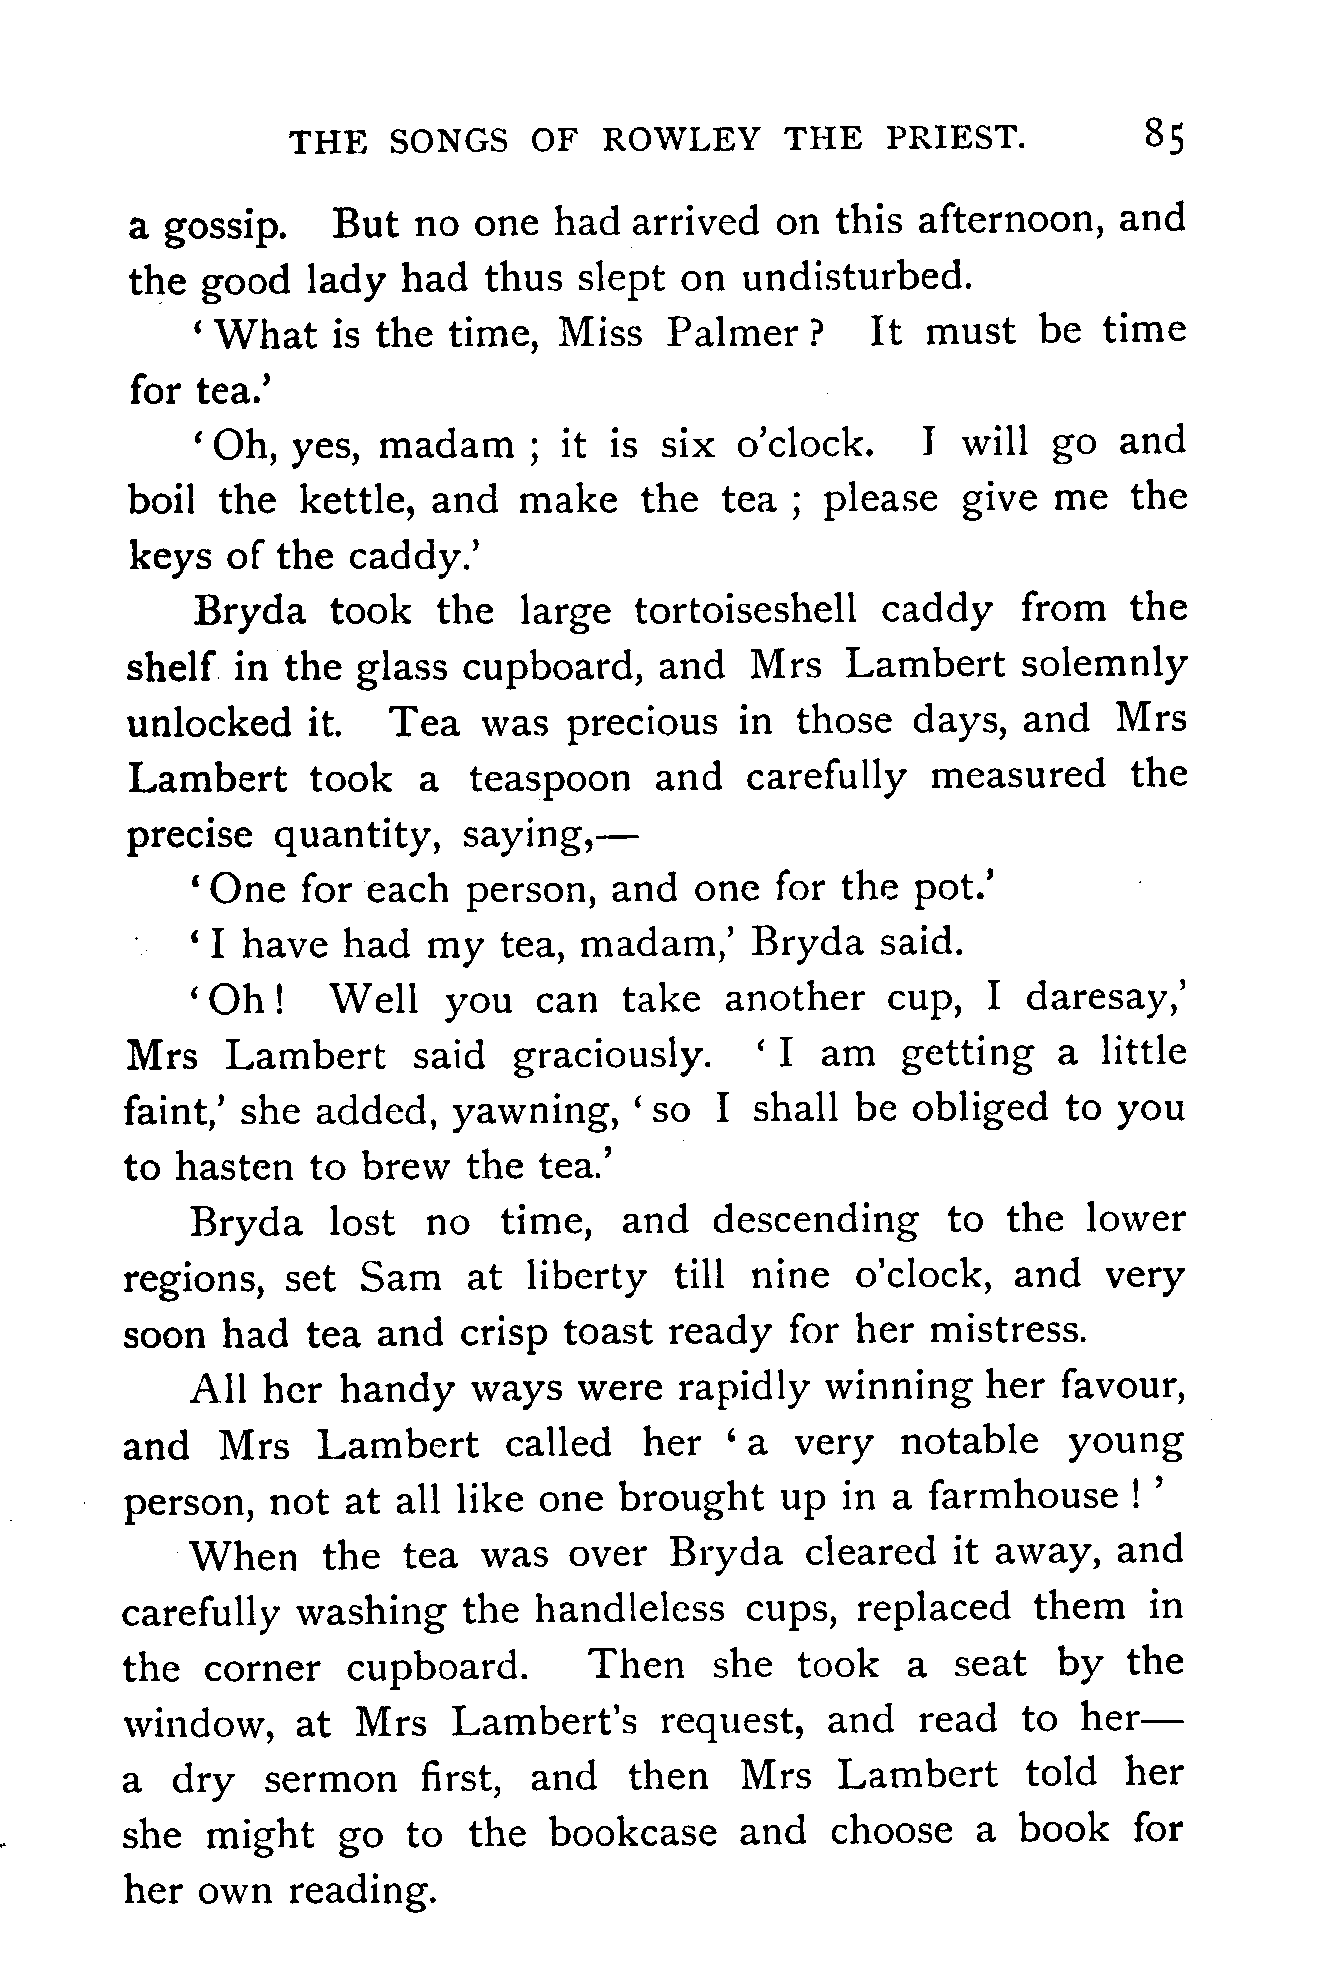 THE SONGS OF ROWLEY THE PRIEST. 85
a gossip. But no one had arrived on this afternoon, and
the good lady had thus slept on undisturbed.
‘ What is the time, Miss Palmer ? It must be time
for tea.’
‘ Oh, yes, madam ; it is six o’clock. I will go and
boil the kettle, and make the tea ; please give me the
keys of the caddy.’
Bryda took the large tortoiseshell caddy from the
shelf in the glass cupboard, and Mrs Lambert solemnly
unlocked it. Tea was precious in those days, and Mrs
Lambert took a teaspoon and carefully measured the
precise quantity, saying,—
‘ One for each person, and one for the pot.’
‘ I have had my tea, madam,’ Bryda said.
‘ Oh ! Well you can take another cup, I daresay,’
Mrs Lambert said graciously. ‘ I am getting a little
faint,’ she added, yawning, ‘ so I shall be obliged to you
to hasten to brew the tea.’
Bryda lost no time, and descending to the lower
regions, set Sam at liberty till nine o’clock, and very
soon had tea and crisp toast ready for her mistress.
All her handy ways were rapidly winning her favour,
and Mrs Lambert called her ‘ a very notable young
person, not at all like one brought up in a farmhouse ! ’
When the tea was over Bryda cleared it away, and
carefully washing the handleless cups, replaced them in
the corner cupboard. Then she took a seat by the
window, at Mrs Lambert’s request, and read to her—
a dry sermon first, and then Mrs Lambert told her
she might go to the bookcase and choose a book for
her own reading.